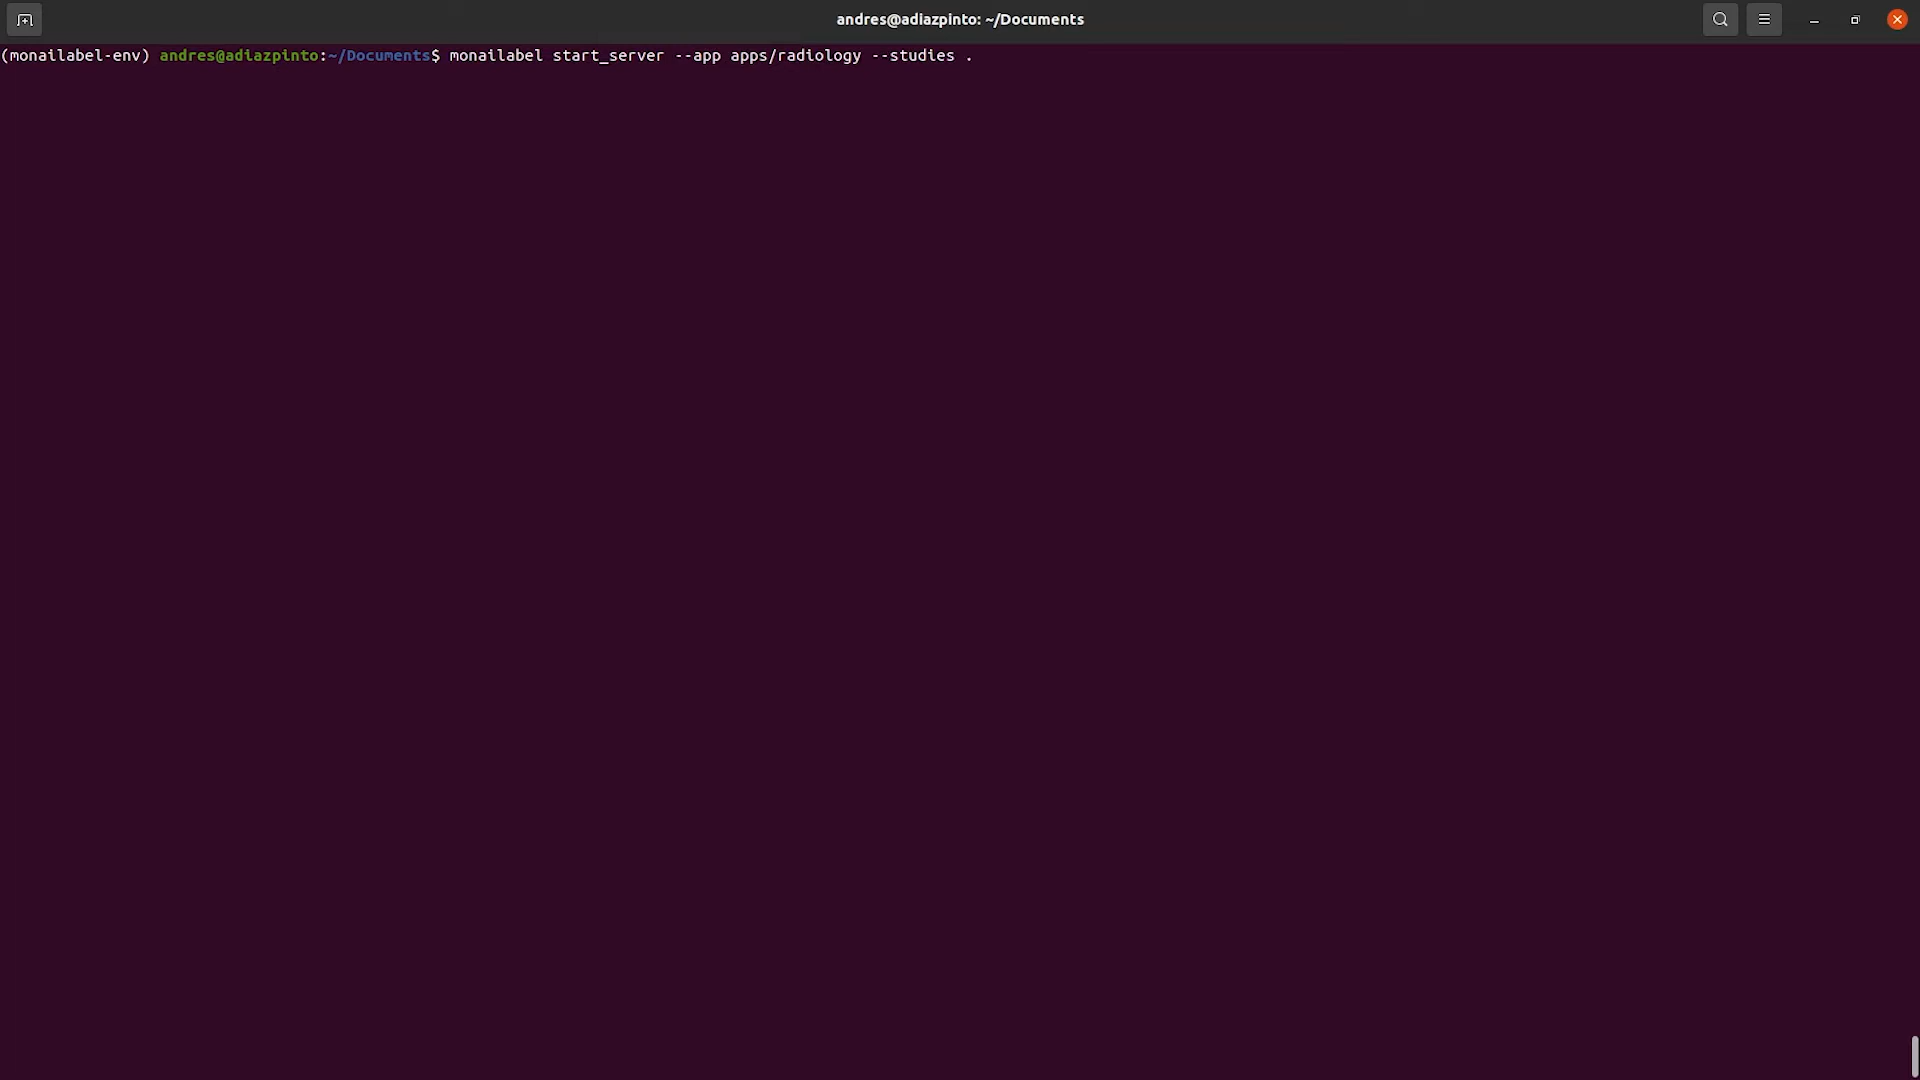 andres@adiazpinto: ~/Documents
(monailabel-env) andres@adiazpinto:~/Documents$ monailabel start_server --app apps/radiology --studies .